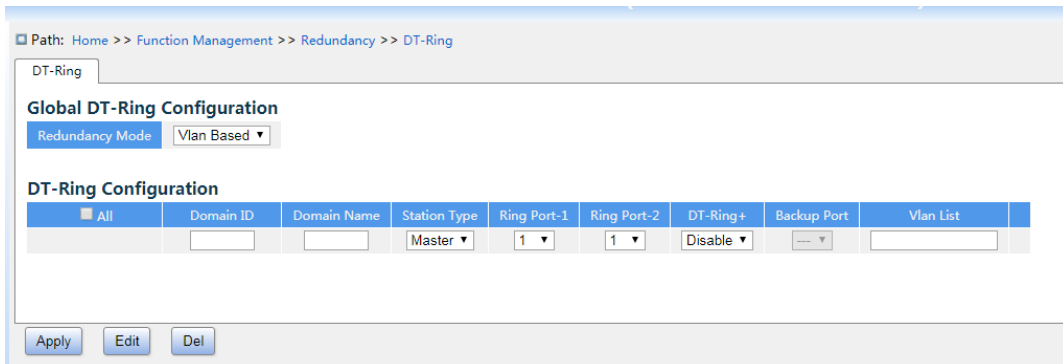 Path: Home >> Function Management >> Redundancy >> DT-Ring
DT-Ring
Global DT-Ring Configuration
Redundancy Mode Vlan Based
DT-Ring Configuration
All Domain ID Domain Name Station Type Ring Port-1 Ring Port-2 DT-Ring+ Backup Port Vlan List
Master 1 1 Disable ---
Apply Edit Del